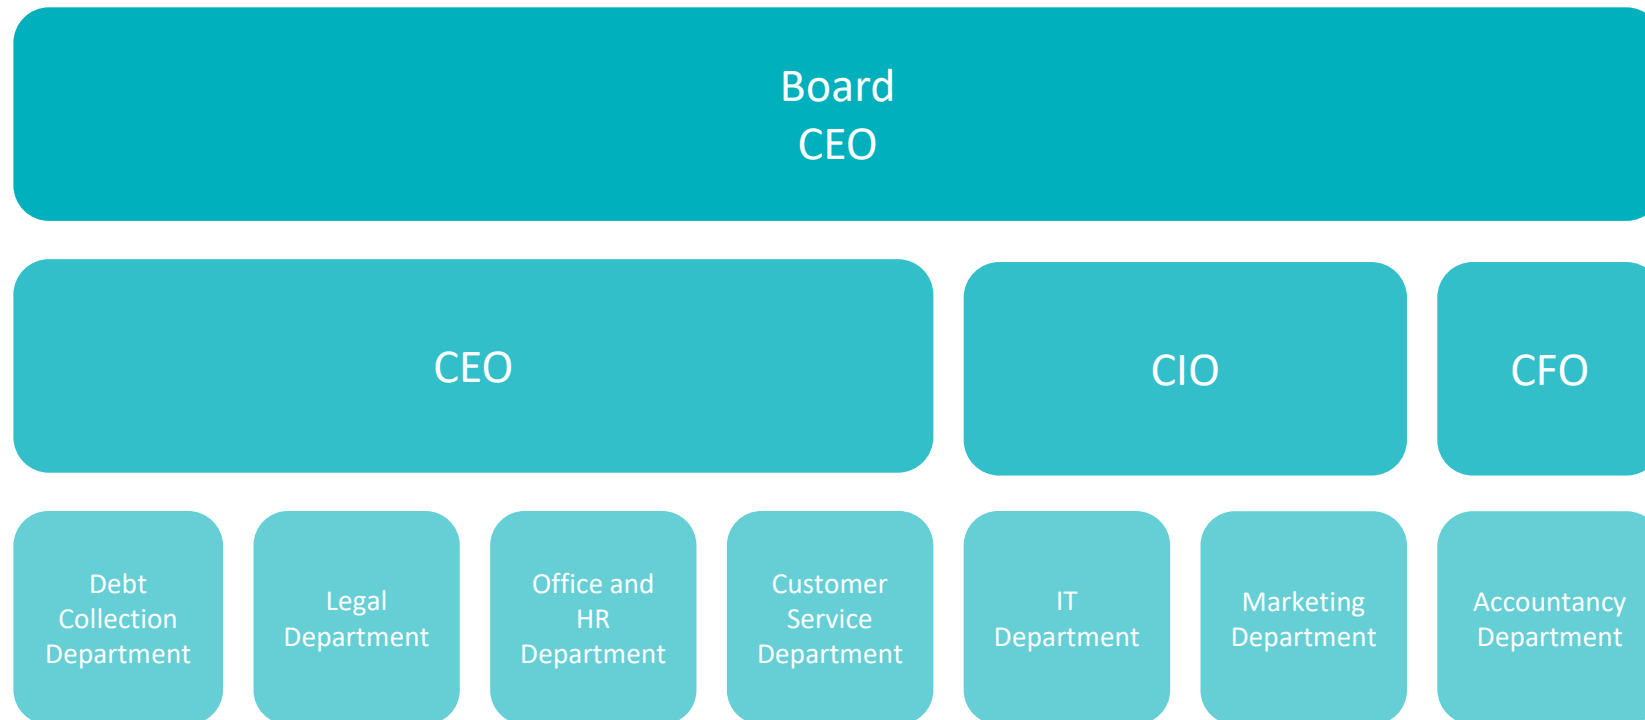 Board
CEO
CEO
CIO
CFO
Debt
Collection
Department
Legal
Department
Office and
HR
Department
Customer
Service
Department
IT
Department
Marketing
Department
Accountancy
Department